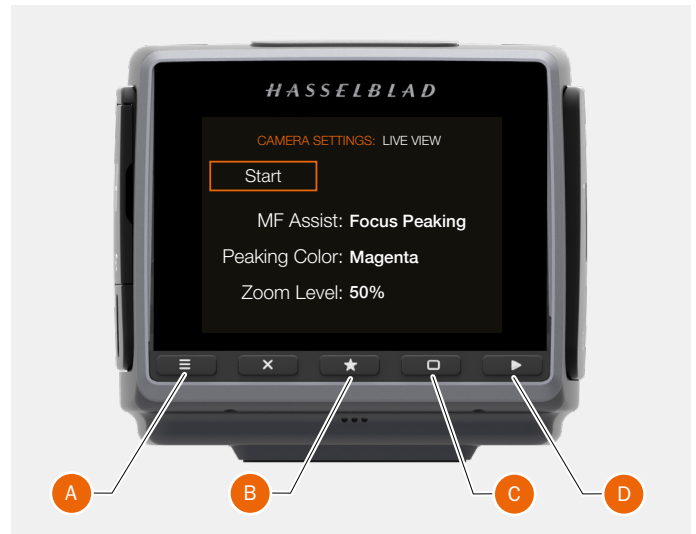 HASSELBLAD
CAMERA SETTINGS: LIVE VIEW
Start
MF Assist: Focus Peaking
Peaking Color: Magenta
Zoom Level: 50%
A
B
C
D